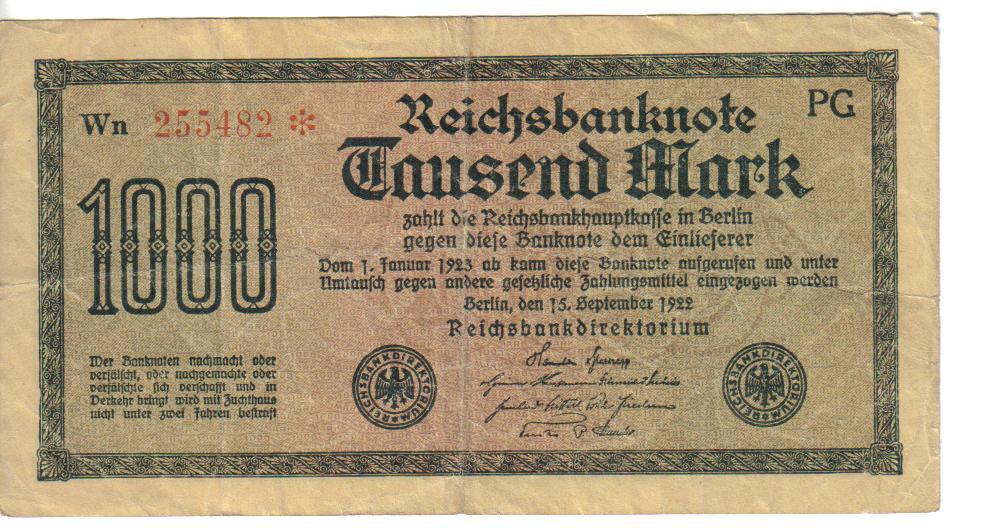 Wn 255482 *
PG
Reichsbanknote
Tausend Mark
1000
zahlt die Reichsbankhauptkasse in Berlin
gegen diese Banknote dem Einlieferer
Vom 1. Januar 1923 ab kann diese Banknote aufgerufen und unter
Umtausch gegen andere gesetzliche Zahlungsmittel eingezogen werden
Berlin, den 15. September 1922
Reichsbankdirektorium
Wer Banknoten nachmacht oder
verfälscht, oder nachgemachte oder
verfälschte sich verschafft und in
Verkehr bringt wird mit Zuchthaus
nicht unter zwei Jahren bestraft
REICHSBANKDIREKTORIUM
REICHSBANKDIREKTORIUM